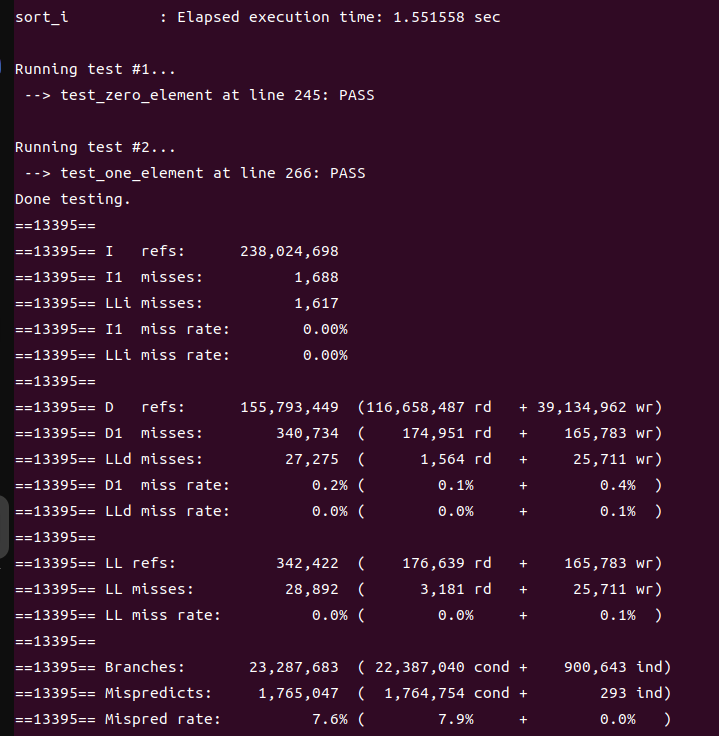 sort_i          : Elapsed execution time: 1.551558 sec

Running test #1...
 --> test_zero_element at line 245: PASS

Running test #2...
 --> test_one_element at line 266: PASS
Done testing.
==13395==
==13395== I   refs:      238,024,698
==13395== I1  misses:          1,688
==13395== LLi misses:          1,617
==13395== I1  miss rate:        0.00%
==13395== LLi miss rate:        0.00%
==13395==
==13395== D   refs:      155,793,449  (116,658,487 rd   + 39,134,962 wr)
==13395== D1  misses:        340,734  (    174,951 rd   +    165,783 wr)
==13395== LLd misses:         27,275  (      1,564 rd   +     25,711 wr)
==13395== D1  miss rate:         0.2% (        0.1%     +        0.4%  )
==13395== LLd miss rate:         0.0% (        0.0%     +        0.1%  )
==13395==
==13395== LL refs:           342,422  (    176,639 rd   +    165,783 wr)
==13395== LL misses:          28,892  (      3,181 rd   +     25,711 wr)
==13395== LL miss rate:          0.0% (        0.0%     +        0.1%  )
==13395==
==13395== Branches:       23,287,683  ( 22,387,040 cond +    900,643 ind)
==13395== Mispredicts:     1,765,047  (  1,764,754 cond +        293 ind)
==13395== Mispred rate:          7.6% (        7.9%     +        0.0%   )